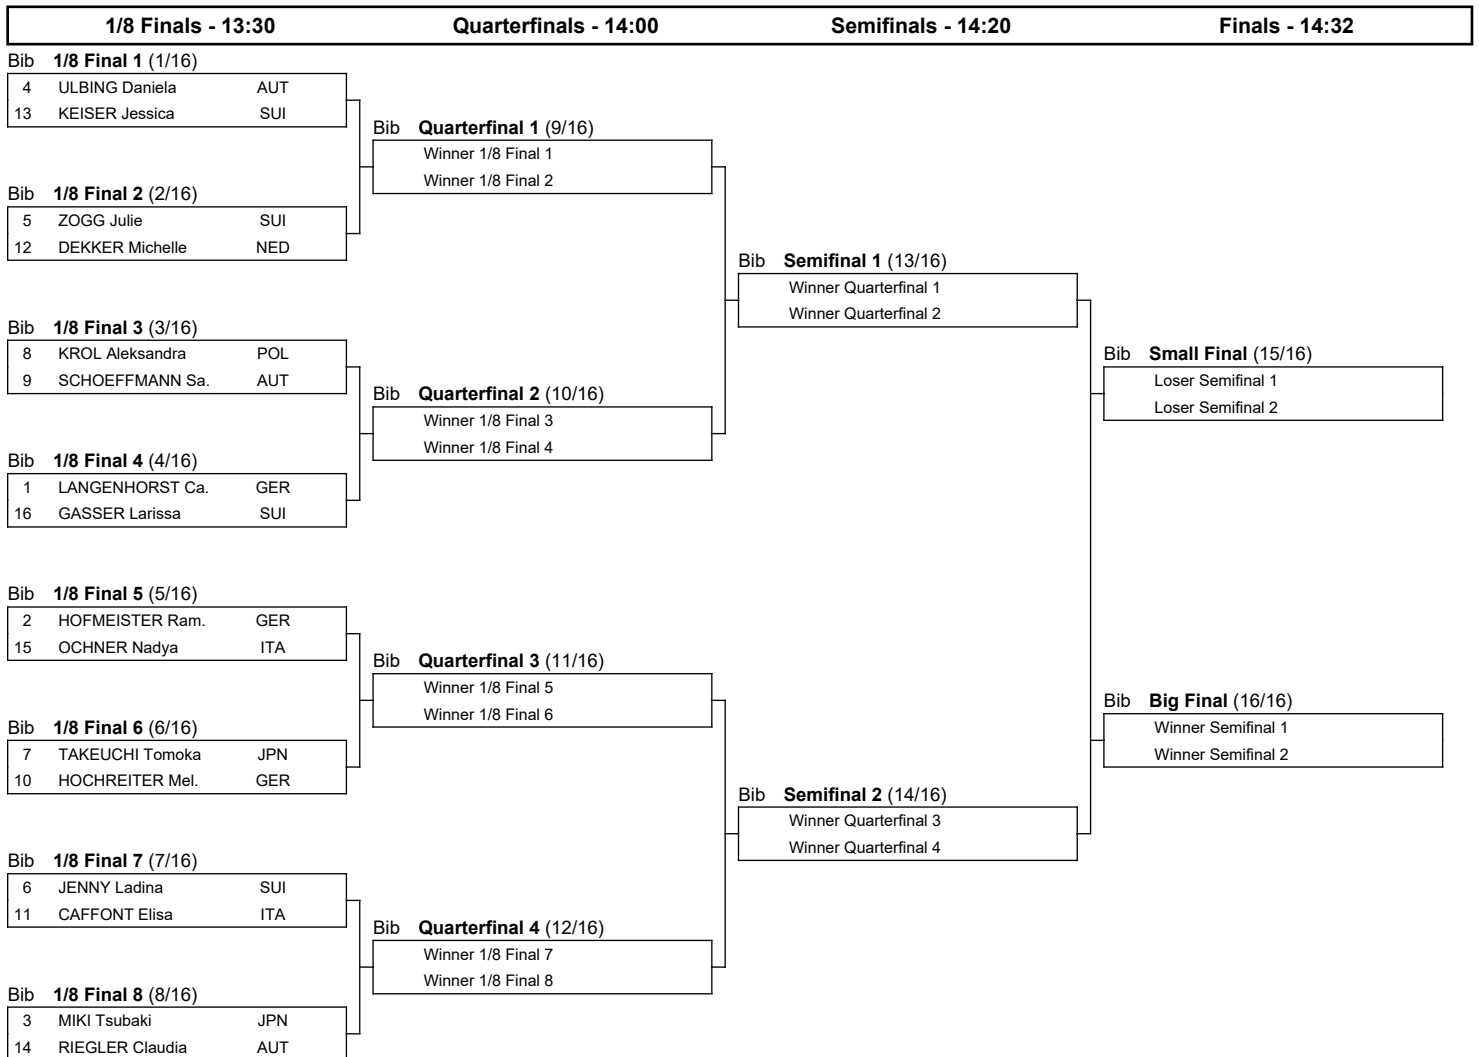 1/8 Finals - 13:30 Quarterfinals - 14:00 Semifinals - 14:20 Finals - 14:32
Bib 1/8 Final 1 (1/16)
4 ULBING Daniela AUT
13 KEISER Jessica SUI
Bib 1/8 Final 2 (2/16)
5 ZOGG Julie SUI
12 DEKKER Michelle NED
Bib 1/8 Final 3 (3/16)
8 KROL Aleksandra POL
9 SCHOEFFMANN Sa. AUT
Bib 1/8 Final 4 (4/16)
1 LANGENHORST Ca. GER
16 GASSER Larissa SUI
Bib 1/8 Final 5 (5/16)
2 HOFMEISTER Ram. GER
15 OCHNER Nadya ITA
Bib 1/8 Final 6 (6/16)
7 TAKEUCHI Tomoka JPN
10 HOCHREITER Mel. GER
Bib 1/8 Final 7 (7/16)
6 JENNY Ladina SUI
11 CAFFONT Elisa ITA
Bib 1/8 Final 8 (8/16)
3 MIKI Tsubaki JPN
14 RIEGLER Claudia AUT
Bib Quarterfinal 1 (9/16)
Winner 1/8 Final 1
Winner 1/8 Final 2
Bib Quarterfinal 2 (10/16)
Winner 1/8 Final 3
Winner 1/8 Final 4
Bib Quarterfinal 3 (11/16)
Winner 1/8 Final 5
Winner 1/8 Final 6
Bib Quarterfinal 4 (12/16)
Winner 1/8 Final 7
Winner 1/8 Final 8
Bib Semifinal 1 (13/16)
Winner Quarterfinal 1
Winner Quarterfinal 2
Bib Semifinal 2 (14/16)
Winner Quarterfinal 3
Winner Quarterfinal 4
Bib Small Final (15/16)
Loser Semifinal 1
Loser Semifinal 2
Bib Big Final (16/16)
Winner Semifinal 1
Winner Semifinal 2